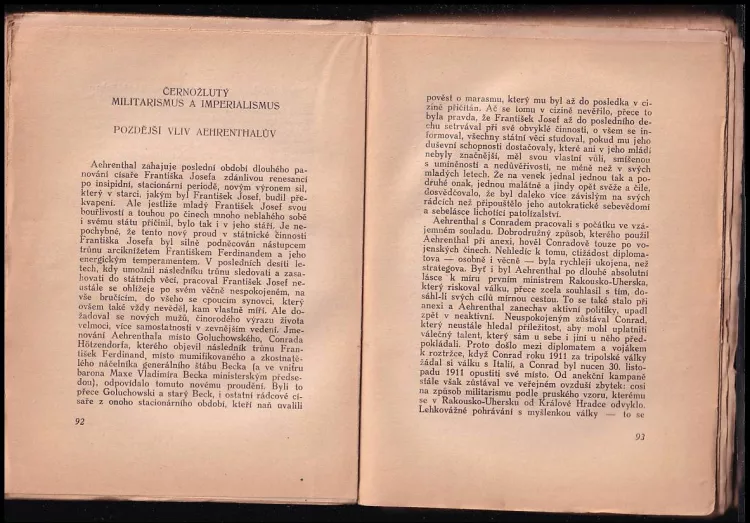 ČERNOŽLUTÝ
MILITARISMUS A IMPERIALISMUS
POZDĚJŠÍ VLIV AEHRENTHALŮV
Aehrenthal zahajuje poslední období dlouhého pa-
nování císaře Františka Josefa zdánlivou renesancí
po insipidní, stacionární periodě, novým výronem sil,
který v starci, jakým byl František Josef, budil pře-
kvapení. Ale jestliže mladý František Josef svou
bouřlivostí a touhou po činech mnoho neblahého sobě
i svému státu přičinil, bylo tak i v jeho stáří. Je ne-
pochybné, že tento nový proud v státnické činnosti
Františka Josefa byl silně podněcován nástupcem
trůnu arciknížetem Františkem Ferdinandem a jeho
energickým temperamentem. V posledních desíti le-
tech, kdy umožnil následníku trůnu sledovati a zasa-
hovati do státních věcí, pracoval František Josef ne-
ustále se ohlížeje po svém věčně nespokojeném, na
vše bručícím, do všeho se cpoucím synovci, který
ovšem také vždy nevěděl, kam vlastně míří. Ale do-
žadoval se nových mužů, činorodého výrazu života
velmoci, více samostatnosti v zevnějším vedení. Jme-
nování Aehrenthala místo Goluchowského, Conrada
Hötzendorfa, kterého objevil následník trůnu Fran-
tišek Ferdinand, místo mumifikovaného a zkostnatě-
lého náčelníka generálního štábu Becka (a ve vnitru
barona Maxe Vladimíra Becka ministerským předse-
dou), odpovídalo tomuto novému proudění. Byli to
přece Goluchowski a starý Beck, i ostatní rádcové cí-
saře z onoho stacionárního období, kteří naň uvalili
92
pověst o marasmu, který mu byl až do posledka v ci-
zině přičítán. Ač se tomu v cizině nevěřilo, přece to
byla pravda, že František Josef až do posledního de-
chu setrvával při své obvyklé činnosti, o všem se in-
formoval, všechny státní věci studoval, pokud mu jeho
duševní schopnosti dostačovaly, které ani v jeho mládí
nebyly značnější, měl svou vlastní vůli, smíšenou
s umíněností a nedůvěřivostí, ne méně než v svých
mladých letech. Že na venek jednal jednou tak a po-
druhé onak, jednou malátně a jindy opět svěže a čile,
dosvědčovalo, že byl daleko více závislým na svých
rádcích než připouštělo jeho autokratické sebevědomí
a sebelásce lichotící patolízalství.
Aehrenthal s Conradem pracovali s počátku ve vzá-
jemném souladu. Dobrodružný způsob, kterého použil
Aehrenthal při anexi, hověl Conradově touze po vo-
jenských činech. Nehledíc k tomu, ctižádost diploma-
tova — osobně i věcně — byla rychleji ukojena, než
stratégova. Byť i byl Aehrenthal po dlouhé absolutní
lásce k míru prvním ministrem Rakousko-Uherska,
který riskoval válku, přece zcela souhlasil s tím, do-
sáhl-li svých cílů mírnou cestou. To se také stalo při
anexi a Aehrenthal zanechav aktivní politiky, upadl
zpět v neaktivní. Neuspokojeným zůstával Conrad,
který neustále hledal příležitost, aby mohl uplatniti
válečný talent, který sám u sebe i jiní u něho před-
pokládali. Proto došlo mezi diplomatem a vojákem
k roztržce, když Conrad roku 1911 za tripolské války
žádal si válku s Italií, a Conrad byl nucen 30. listo-
padu 1911 opustiti své místo. Od anekční kampaně
stále však zůstával ve veřejném ovzduší zbytek: cosi
na způsob militarismu podle pruského vzoru, kterému
se v Rakousko-Uhersku od Králové Hradce odvyklo.
Lehkovážné pohrávání s myšlenkou války — to se
93